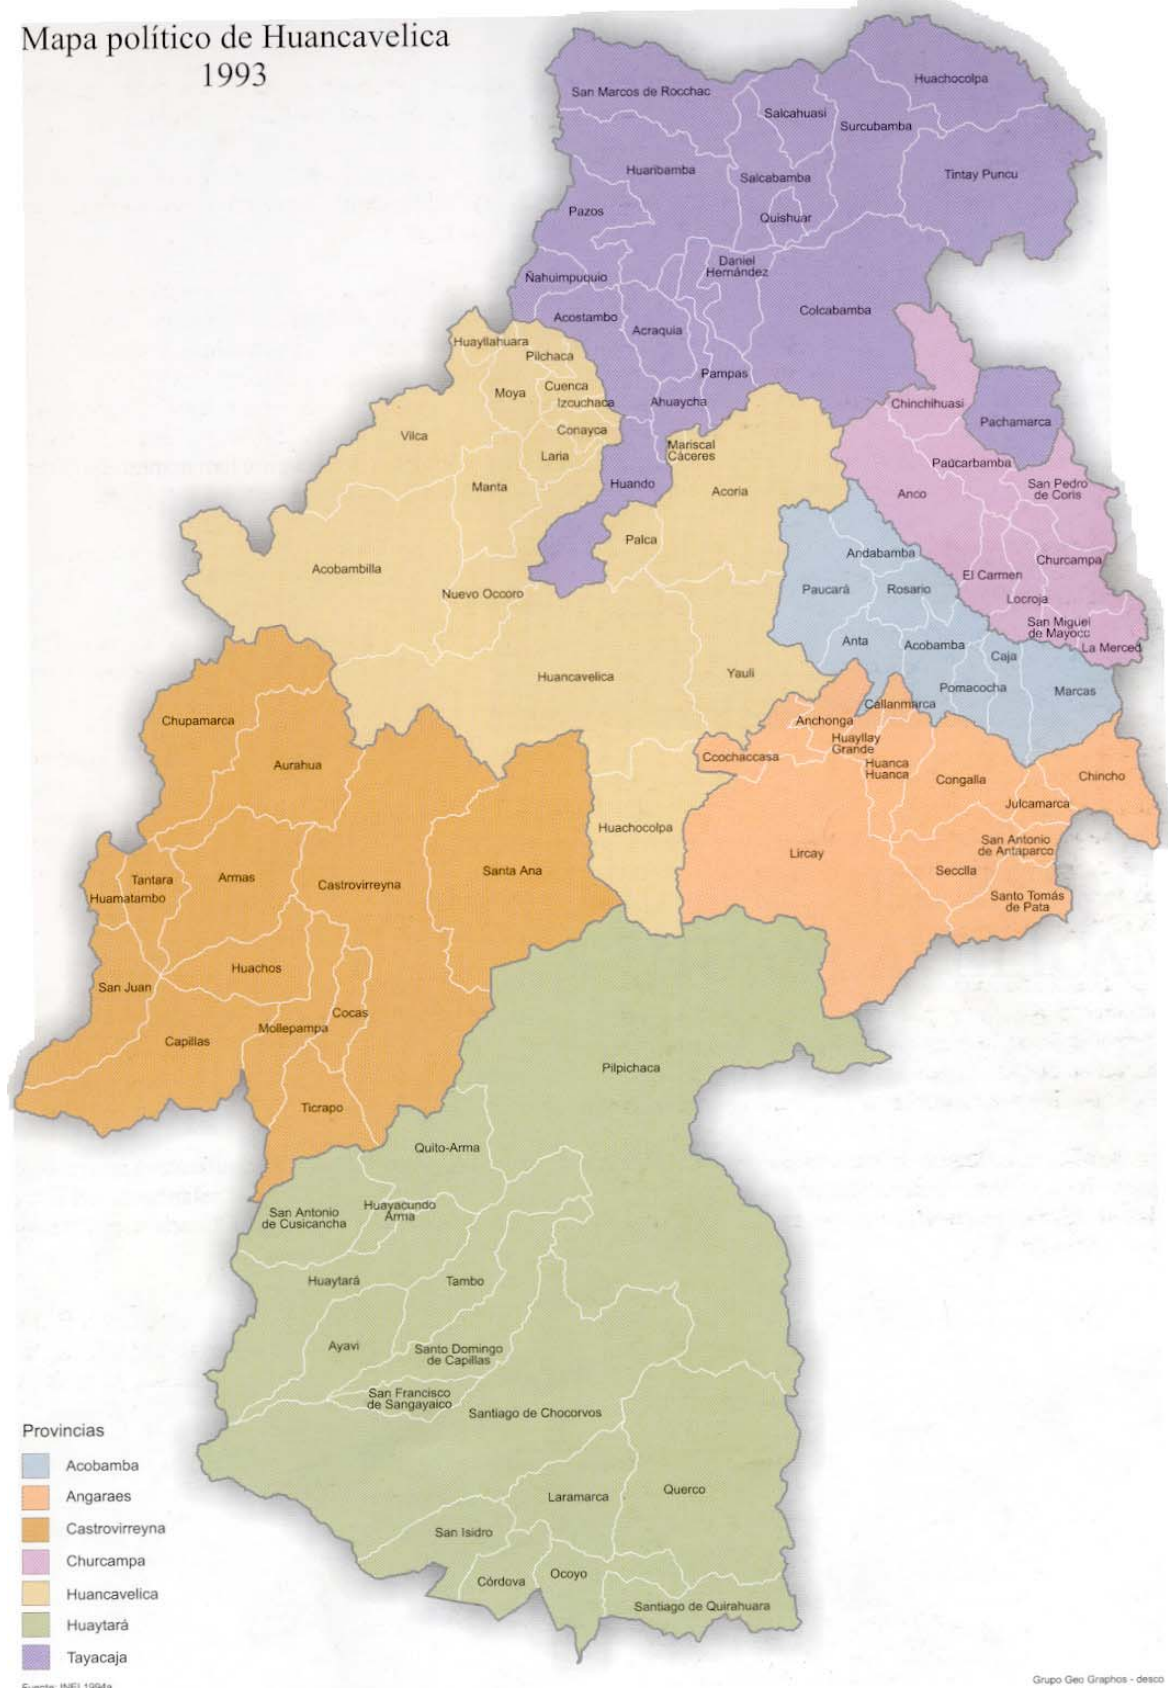 Mapa político de Huancavelica
1993
San Marcos de Rocchac
Huachocolpa
Salcahuasi
Surcubamba
Huaribamba
Salcabamba
Tintay Puncu
Pazos
Quishuar
Daniel
Hernández
Ñahuimpuquio
Acostambo
Acraquia
Colcabamba
Huayllahuara
Pilchaca
Pampas
Moya
Cuenca
Izcuchaca
Ahuaycha
Chinchihuasi
Pachamarca
Vilca
Conayca
Mariscal
Cáceres
Laria
Paucarbamba
Manta
Huando
Acoria
Anco
San Pedro
de Coris
Palca
Andabamba
Churcampa
Acobambilla
Nuevo Occoro
Paucará
Rosario
El Carmen
Locroja
San Miguel
de Mayocc
La Merced
Anta
Acobamba
Caja
Huancavelica
Yauli
Pomacocha
Marcas
Callanmarca
Chupamarca
Anchonga
Huayllay
Grande
Aurahua
Ccochaccasa
Huanca
Huanca
Congalla
Chincho
Julcamarca
Huachocolpa
Lircay
San Antonio
de Antaparco
Secclla
Santo Tomás
de Pata
Tantara
Huamatambo
Armas
Castrovirreyna
Santa Ana
San Juan
Huachos
Cocas
Mollepampa
Capillas
Pilpichaca
Ticrapo
Quito-Arma
San Antonio
de Cusicancha
Huayacundo
Arma
Huaytará
Tambo
Ayavi
Santo Domingo
de Capillas
San Francisco
de Sangayaico
Santiago de Chocorvos
Laramarca
Querco
San Isidro
Córdova
Ocoyo
Santiago de Quirahuara
Provincias
Acobamba
Angaraes
Castrovirreyna
Churcampa
Huancavelica
Huaytará
Tayacaja
Fuente: INEI 1994a
Grupo Geo Graphos - desco